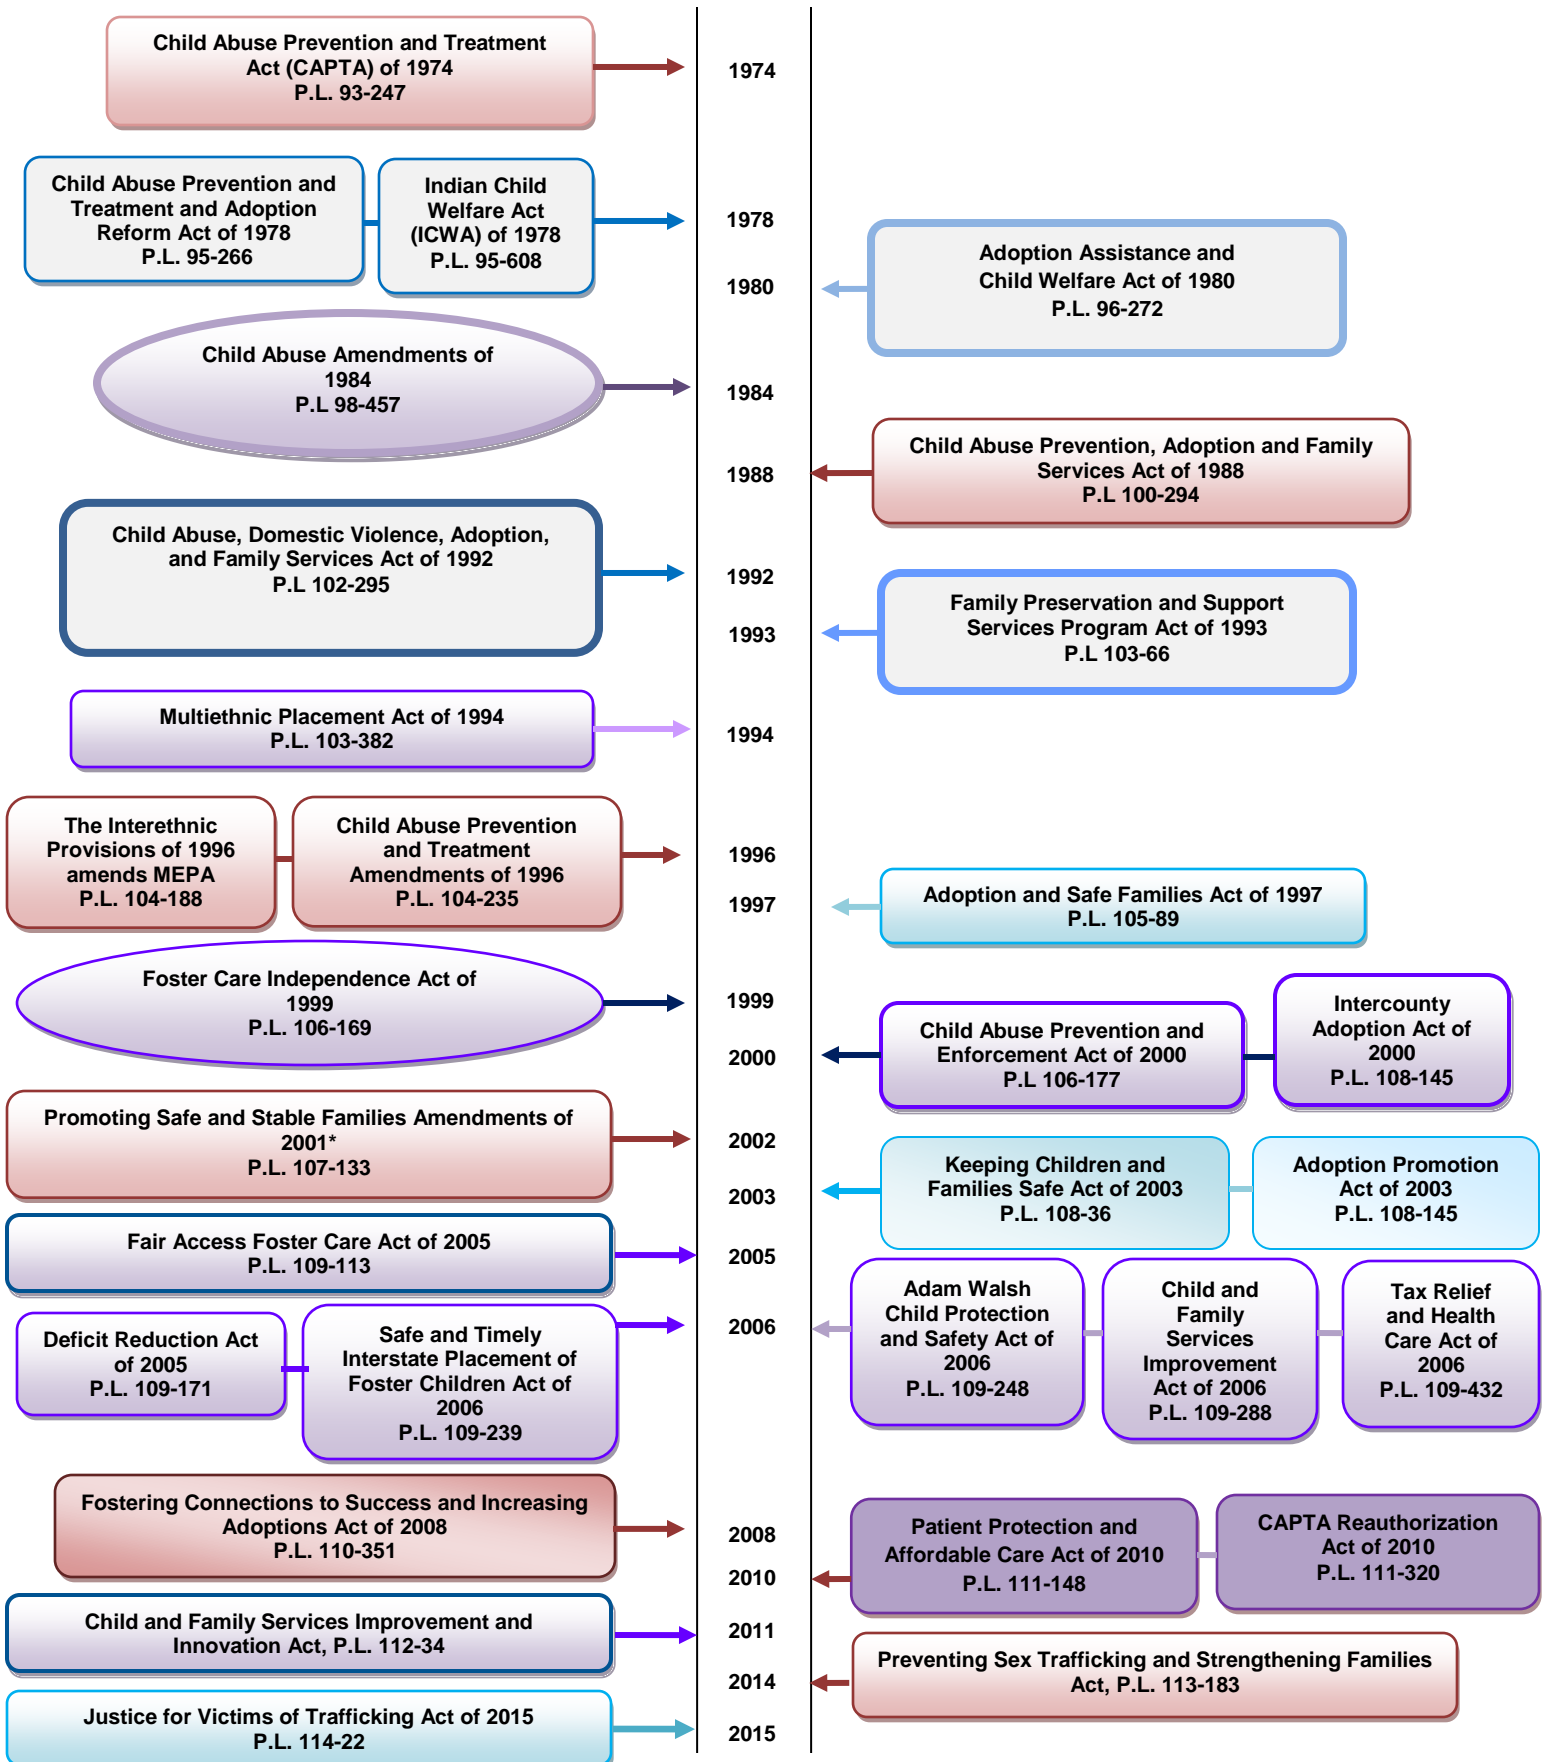 Child Abuse Prevention and Treatment
Act (CAPTA) of 1974
P.L. 93-247
1974
Child Abuse Prevention and
Treatment and Adoption
Reform Act of 1978
P.L. 95-266
Indian Child
Welfare Act
(ICWA) of 1978
P.L. 95-608
1978
Adoption Assistance and
Child Welfare Act of 1980
P.L. 96-272
1980
Child Abuse Amendments of
1984
P.L 98-457
1984
Child Abuse Prevention, Adoption and Family
Services Act of 1988
P.L 100-294
1988
Child Abuse, Domestic Violence, Adoption,
and Family Services Act of 1992
P.L 102-295
1992
Family Preservation and Support
Services Program Act of 1993
P.L 103-66
1993
Multiethnic Placement Act of 1994
P.L. 103-382
1994
The Interethnic
Provisions of 1996
amends MEPA
P.L. 104-188
Child Abuse Prevention
and Treatment
Amendments of 1996
P.L. 104-235
1996
Adoption and Safe Families Act of 1997
P.L. 105-89
1997
Foster Care Independence Act of
1999
P.L. 106-169
1999
Child Abuse Prevention and
Enforcement Act of 2000
P.L 106-177
Intercounty
Adoption Act of
2000
P.L. 108-145
2000
Promoting Safe and Stable Families Amendments of
2001*
P.L. 107-133
2002
Keeping Children and
Families Safe Act of 2003
P.L. 108-36
Adoption Promotion
Act of 2003
P.L. 108-145
2003
Fair Access Foster Care Act of 2005
P.L. 109-113
2005
Deficit Reduction Act
of 2005
P.L. 109-171
Safe and Timely
Interstate Placement of
Foster Children Act of
2006
P.L. 109-239
2006
Adam Walsh
Child Protection
and Safety Act of
2006
P.L. 109-248
Child and
Family
Services
Improvement
Act of 2006
P.L. 109-288
Tax Relief
and Health
Care Act of
2006
P.L. 109-432
Fostering Connections to Success and Increasing
Adoptions Act of 2008
P.L. 110-351
2008
Patient Protection and
Affordable Care Act of 2010
P.L. 111-148
CAPTA Reauthorization
Act of 2010
P.L. 111-320
2010
Child and Family Services Improvement and
Innovation Act, P.L. 112-34
2011
Preventing Sex Trafficking and Strengthening Families
Act, P.L. 113-183
2014
Justice for Victims of Trafficking Act of 2015
P.L. 114-22
2015